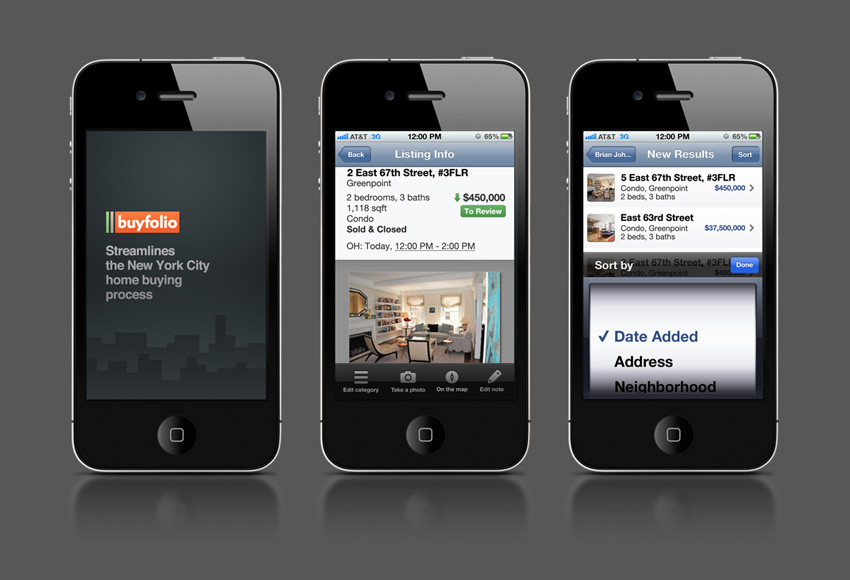 buyfolio
Streamlines
the New York City
home buying
process
AT&T 3G 12:00 PM 65%
Back Listing Info
2 East 67th Street, #3FLR
Greenpoint
2 bedrooms, 3 baths $450,000
1,118 sqft To Review
Condo
Sold & Closed
OH: Today, 12:00 PM - 2:00 PM
Edit category Take a photo On the map Edit note
AT&T 3G 12:00 PM 65%
Brian Joh... New Results Sort
5 East 67th Street, #3FLR
Condo, Greenpoint $450,000
2 beds, 3 baths
East 63rd Street
Condo, Greenpoint $37,500,000
2 beds, 3 baths
East 67th Street, #3FLR
Sort by Done
Date Added
Address
Neighborhood